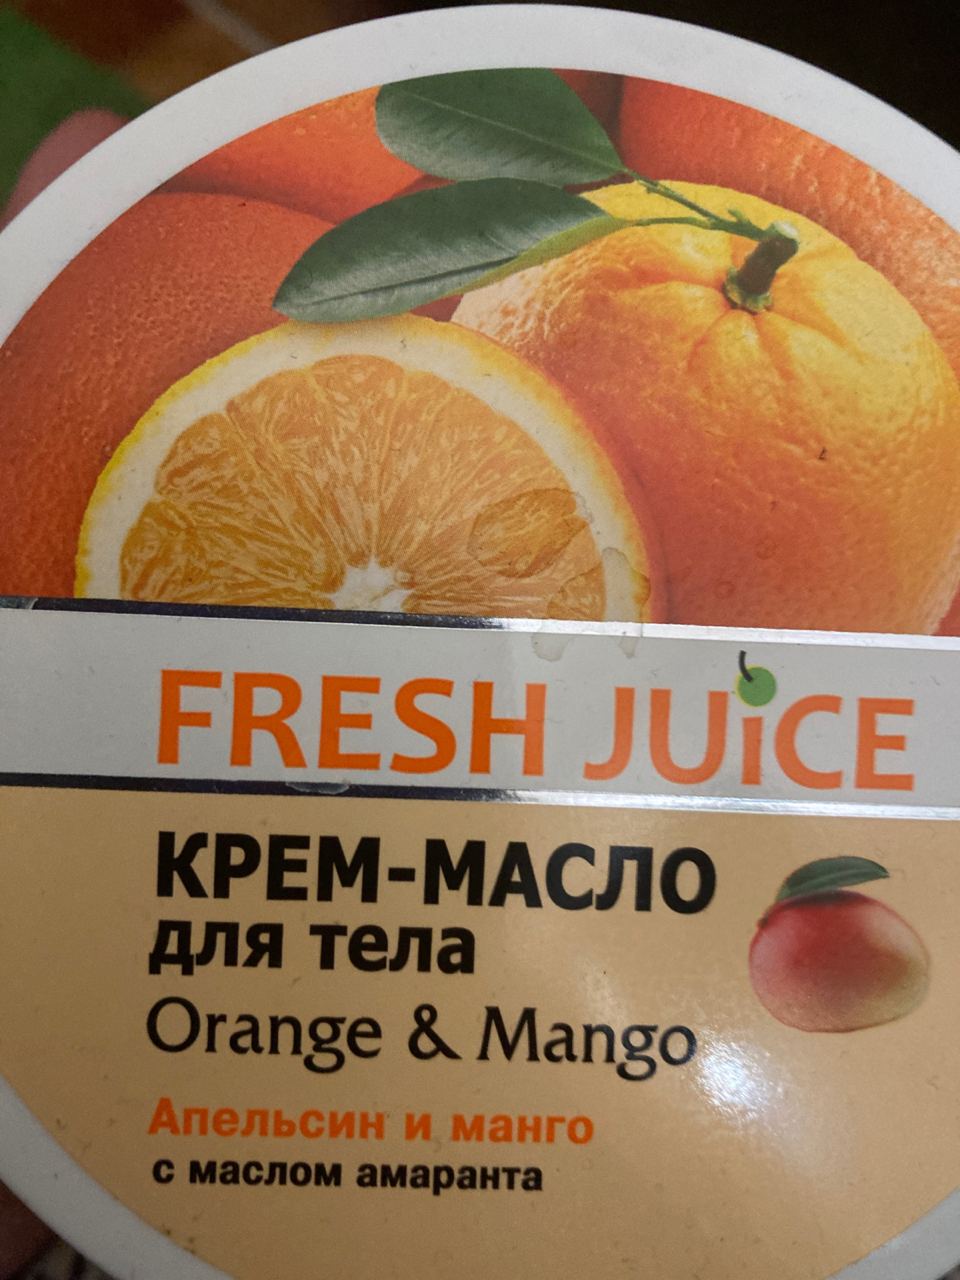 FRESH JUiCE
КРЕМ-МАСЛО
для тела
Orange & Mango
Апельсин и манго
с маслом амаранта